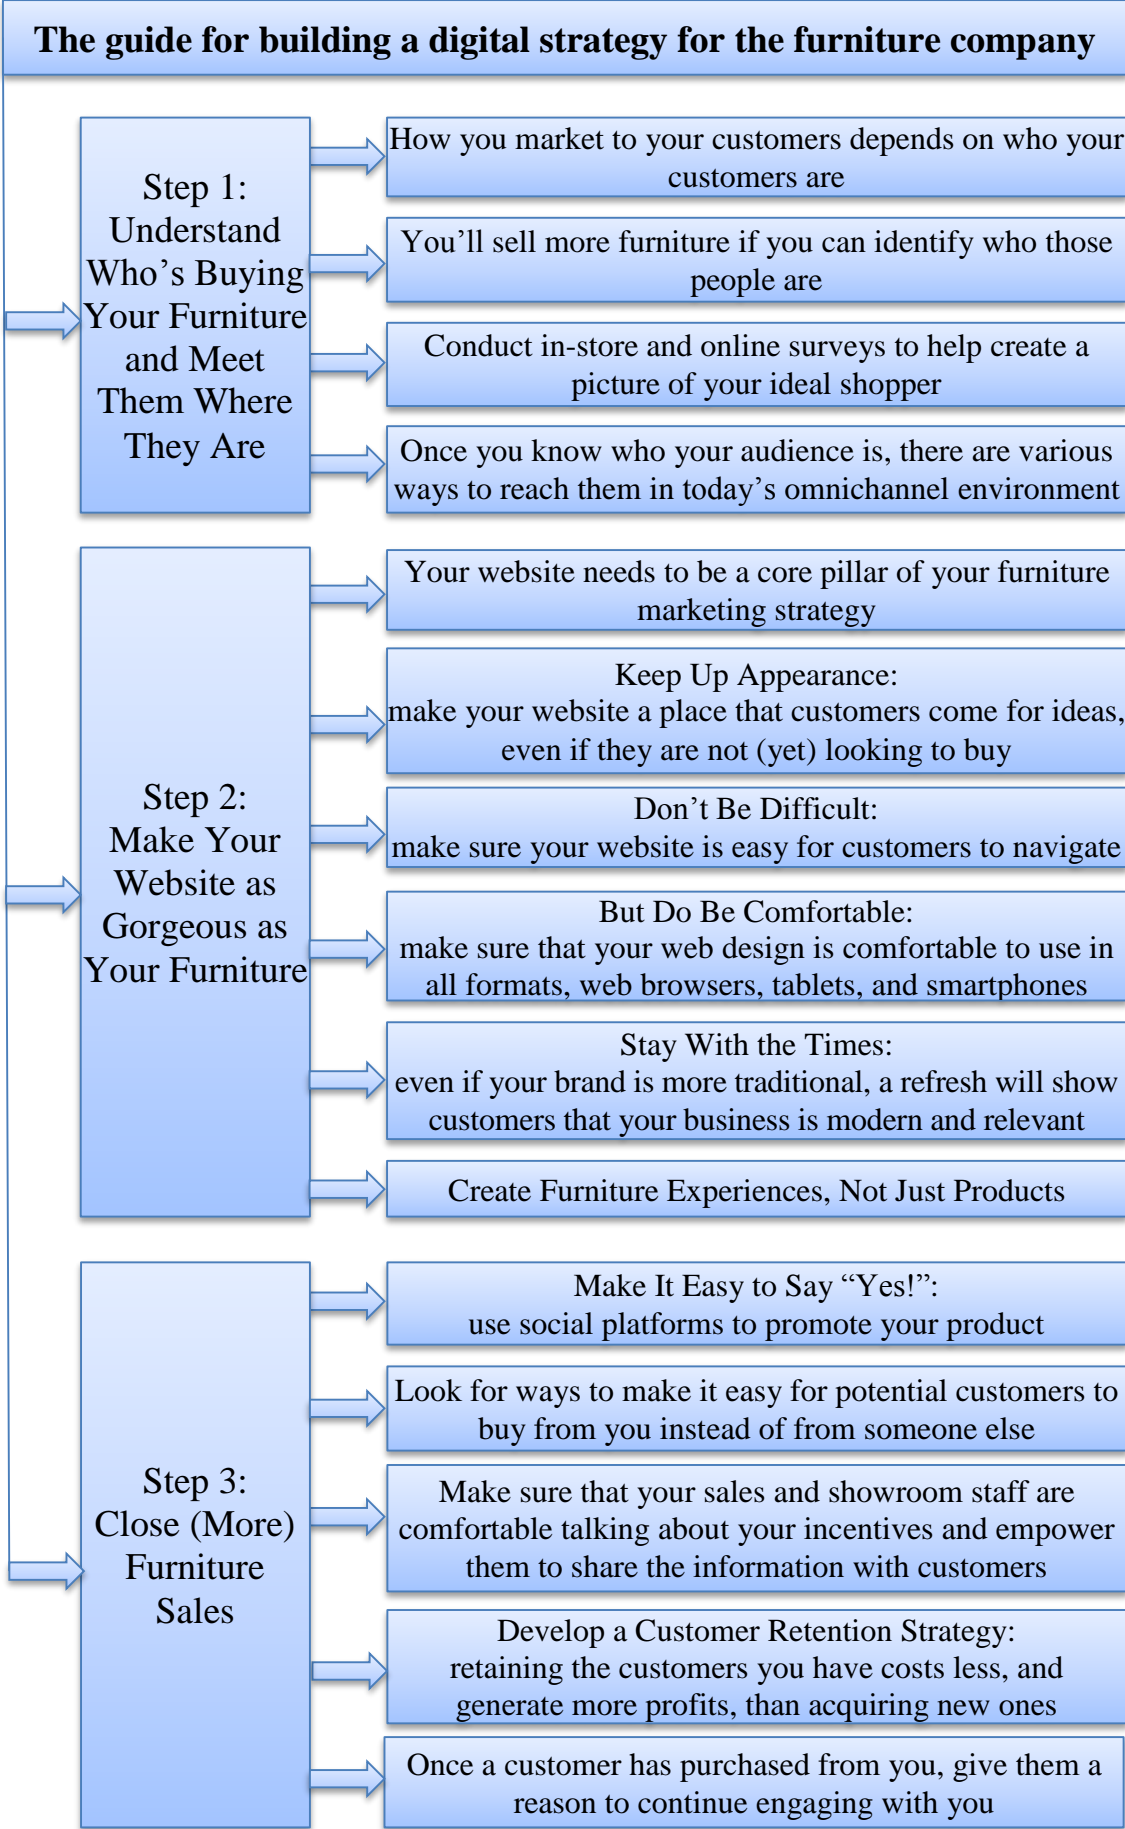 The guide for building a digital strategy for the furniture company
Step 1:
Understand
Who’s Buying
Your Furniture
and Meet
Them Where
They Are
How you market to your customers depends on who your
customers are
You’ll sell more furniture if you can identify who those
people are
Conduct in-store and online surveys to help create a
picture of your ideal shopper
Once you know who your audience is, there are various
ways to reach them in today’s omnichannel environment
Step 2:
Make Your
Website as
Gorgeous as
Your Furniture
Your website needs to be a core pillar of your furniture
marketing strategy
Keep Up Appearance:
make your website a place that customers come for ideas,
even if they are not (yet) looking to buy
Don’t Be Difficult:
make sure your website is easy for customers to navigate
But Do Be Comfortable:
make sure that your web design is comfortable to use in
all formats, web browsers, tablets, and smartphones
Stay With the Times:
even if your brand is more traditional, a refresh will show
customers that your business is modern and relevant
Create Furniture Experiences, Not Just Products
Step 3:
Close (More)
Furniture
Sales
Make It Easy to Say “Yes!”:
use social platforms to promote your product
Look for ways to make it easy for potential customers to
buy from you instead of from someone else
Make sure that your sales and showroom staff are
comfortable talking about your incentives and empower
them to share the information with customers
Develop a Customer Retention Strategy:
retaining the customers you have costs less, and
generate more profits, than acquiring new ones
Once a customer has purchased from you, give them a
reason to continue engaging with you